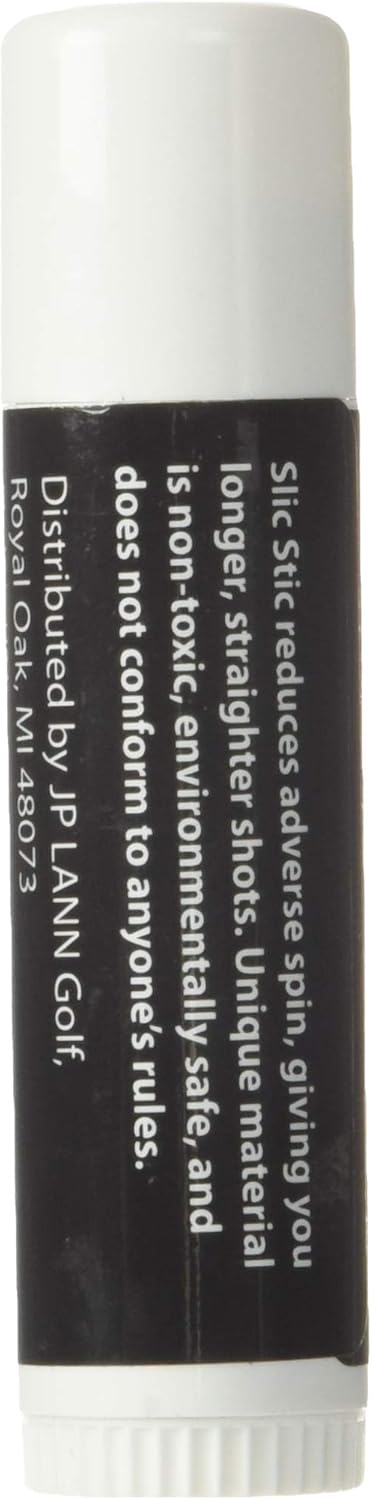 Slic Stic reduces adverse spin, giving you
longer, straighter shots. Unique material
is non-toxic, environmentally safe, and
does not conform to anyone's rules.
Distributed by JP LANN Golf,
Royal Oak, MI 48073